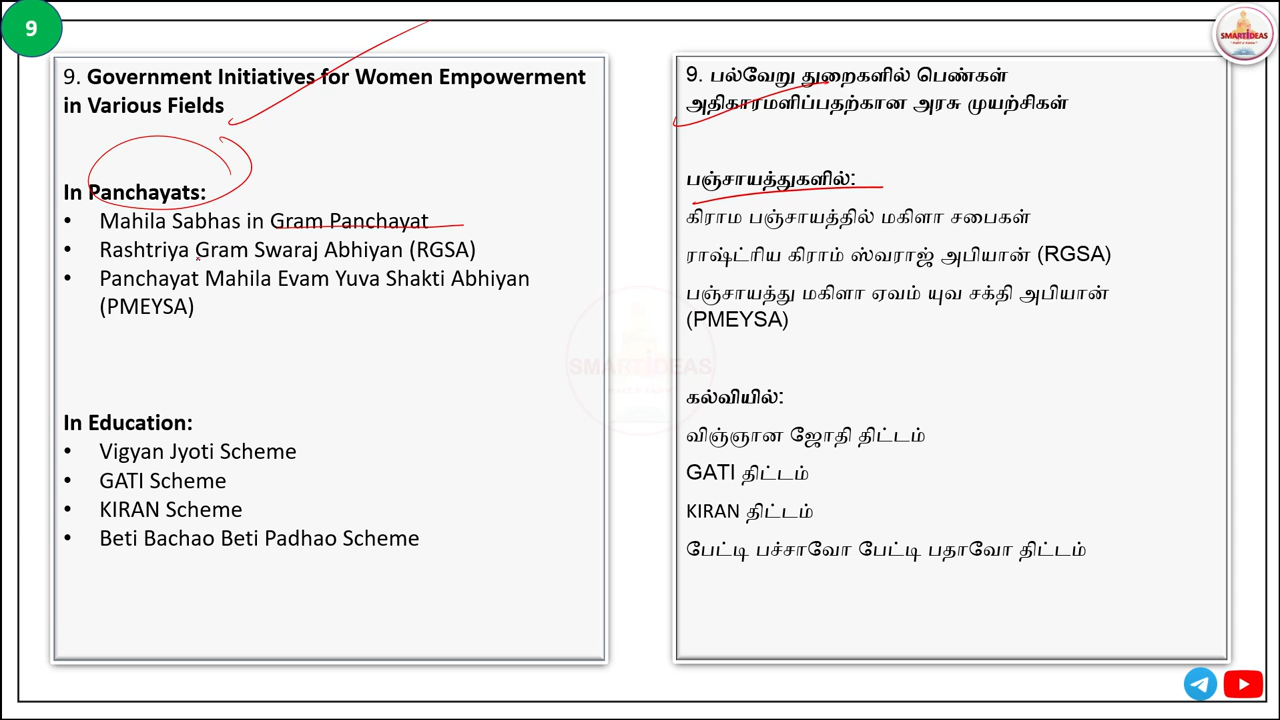 9
SMARTIDEAS
9. Government Initiatives for Women Empowerment
in Various Fields
In Panchayats:
• Mahila Sabhas in Gram Panchayat
• Rashtriya Gram Swaraj Abhiyan (RGSA)
• Panchayat Mahila Evam Yuva Shakti Abhiyan
(PMEYSA)
In Education:
• Vigyan Jyoti Scheme
• GATI Scheme
• KIRAN Scheme
• Beti Bachao Beti Padhao Scheme
9. பல்வேறு துறைகளில் பெண்கள்
அதிகாரமளிப்பதற்கான அரசு முயற்சிகள்
பஞ்சாயத்துகளில்:
கிராம பஞ்சாயத்தில் மகிளா சபைகள்
ராஷ்ட்ரிய கிராம் ஸ்வராஜ் அபியான் (RGSA)
பஞ்சாயத்து மகிளா ஏவம் யுவ சக்தி அபியான்
(PMEYSA)
கல்வியில்:
விஞ்ஞான ஜோதி திட்டம்
GATI திட்டம்
KIRAN திட்டம்
பேட்டி பச்சாவோ பேட்டி பதாவோ திட்டம்
SMARTIDEAS